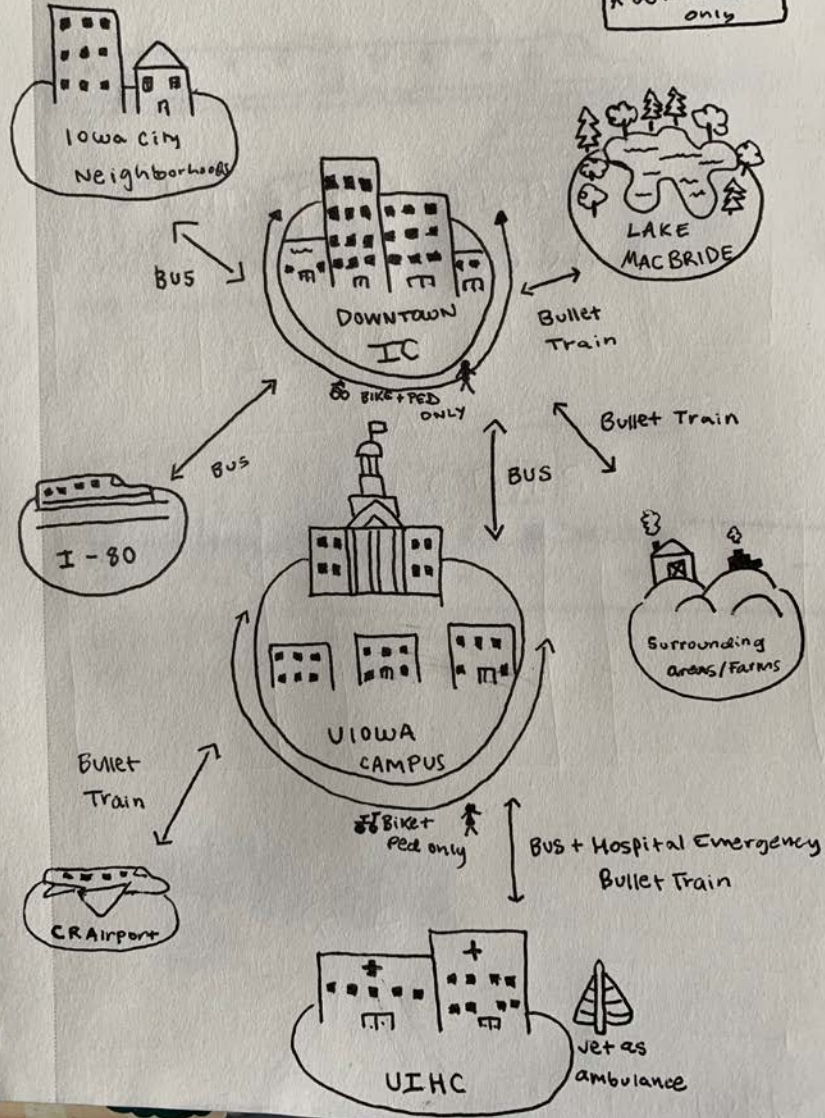 only
Iowa City
Neighborhoods
BUS
DOWNTOWN
IC
BIKE + PED
ONLY
LAKE
MACBRIDE
Bullet
Train
Bullet Train
BUS
BUS
I-80
Surrounding
areas/Farms
UIOWA
CAMPUS
Bullet
Train
Bike +
Ped only
BUS + Hospital Emergency
Bullet Train
CR Airport
UIHC
Jet as
ambulance